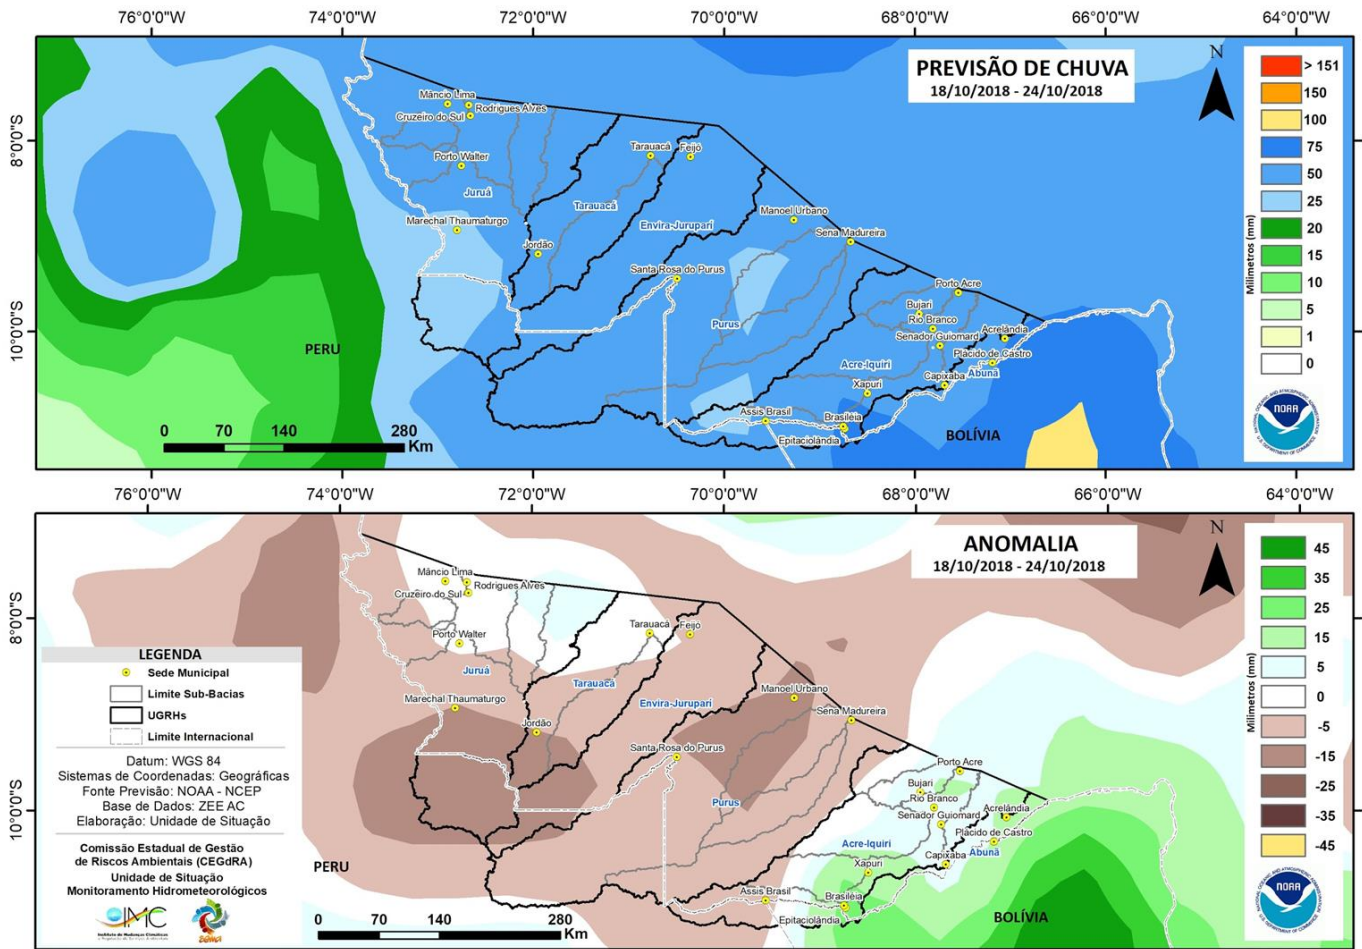 76°0'0"W 74°0'0"W 72°0'0"W 70°0'0"W 68°0'0"W 66°0'0"W 64°0'0"W
PREVISÃO DE CHUVA
18/10/2018 - 24/10/2018
N
Milímetros (mm)
> 151
150
100
75
50
25
20
15
10
5
1
0
NOAA
8°0'0"S
10°0'0"S
Mâncio Lima
Rodrigues Alves
Cruzeiro do Sul
Porto Walter
Juruá
Marechal Thaumaturgo
Jordão
Tarauacá
Feijó
Tarauacá
Envira-Jurupari
Manoel Urbano
Sena Madureira
Santa Rosa do Purus
Purus
Porto Acre
Bujari
Rio Branco
Senador Guiomard
Acrelândia
Plácido de Castro
Abunã
Acre-Iquiri
Capixaba
Xapuri
Assis Brasil
Brasiléia
Epitaciolândia
PERU
BOLÍVIA
0 70 140 280
Km
76°0'0"W 74°0'0"W 72°0'0"W 70°0'0"W 68°0'0"W 66°0'0"W 64°0'0"W
ANOMALIA
18/10/2018 - 24/10/2018
N
Milímetros (mm)
45
35
25
15
5
0
-5
-15
-25
-35
-45
NOAA
8°0'0"S
10°0'0"S
Mâncio Lima
Rodrigues Alves
Cruzeiro do Sul
Porto Walter
Juruá
Marechal Thaumaturgo
Jordão
Tarauacá
Feijó
Tarauacá
Envira-Jurupari
Manoel Urbano
Sena Madureira
Santa Rosa do Purus
Purus
Porto Acre
Bujari
Rio Branco
Senador Guiomard
Acrelândia
Plácido de Castro
Abunã
Acre-Iquiri
Capixaba
Xapuri
Assis Brasil
Brasiléia
Epitaciolândia
PERU
BOLÍVIA
0 70 140 280
Km
LEGENDA
Sede Municipal
Limite Sub-Bacias
UGRHs
Limite Internacional
Datum: WGS 84
Sistemas de Coordenadas: Geográficas
Fonte Previsão: NOAA - NCEP
Base de Dados: ZEE AC
Elaboração: Unidade de Situação
Comissão Estadual de Gestão
de Riscos Ambientais (CEGdRA)
Unidade de Situação
Monitoramento Hidrometeorológicos
IMC